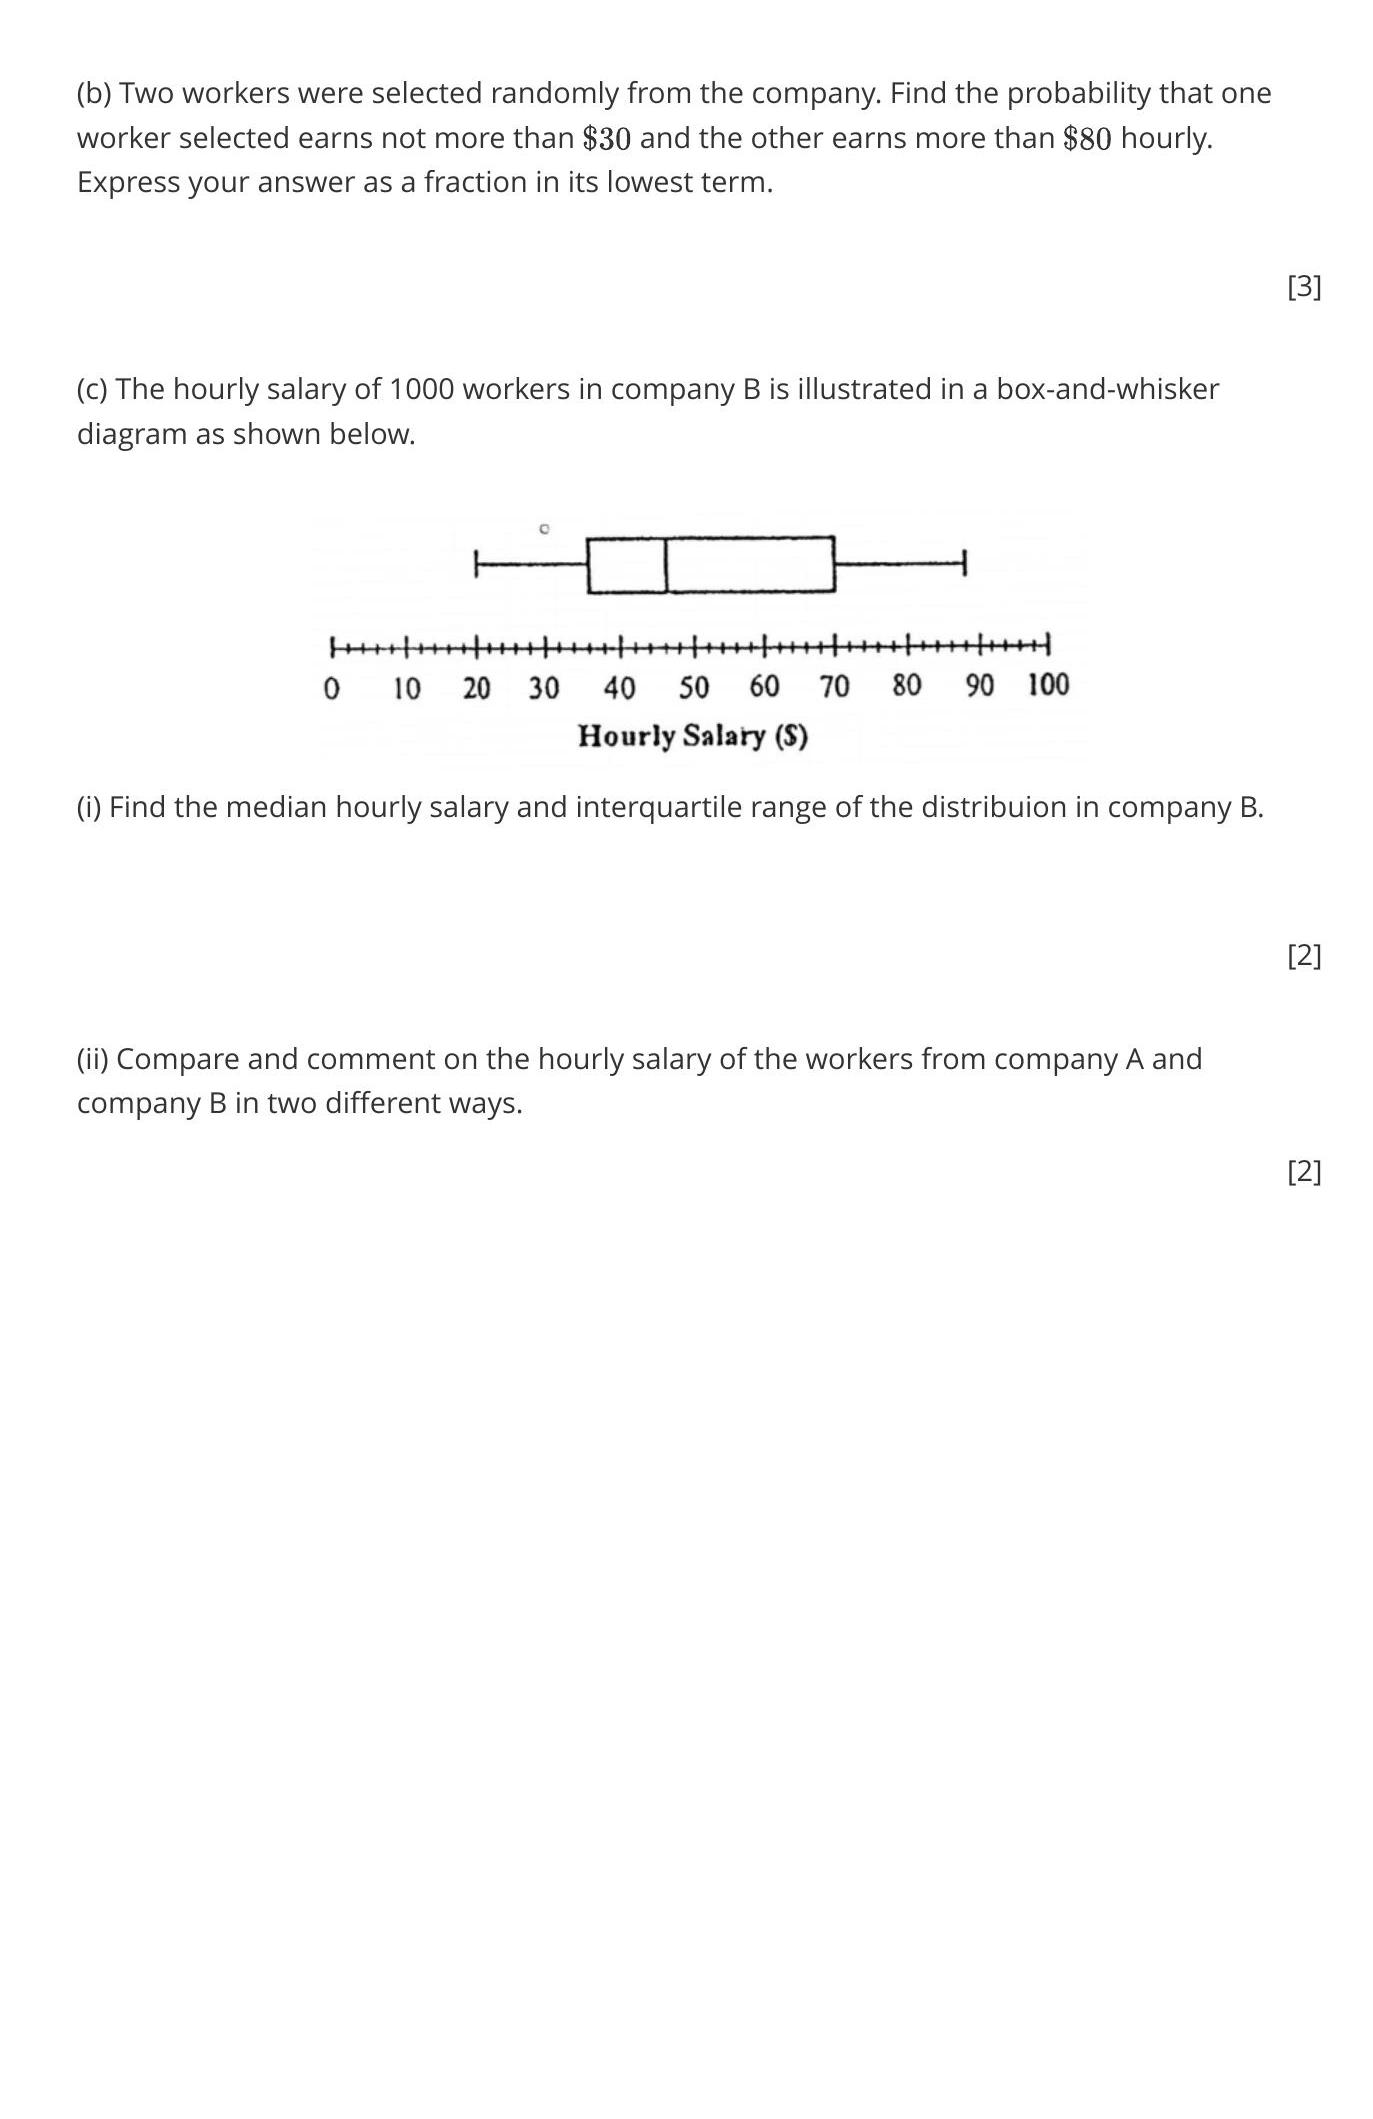 (b) Two workers were selected randomly from the company. Find the probability that one
worker selected earns not more than $30 and the other earns more than $80 hourly.
Express your answer as a fraction in its lowest term.
[3]
(c) The hourly salary of 1000 workers in company B is illustrated in a box-and-whisker
diagram as shown below.
0 10 20 30 40 50 60 70 80 90 100
Hourly Salary ($)
(i) Find the median hourly salary and interquartile range of the distribuion in company B.
[2]
(ii) Compare and comment on the hourly salary of the workers from company A and
company B in two different ways.
[2]